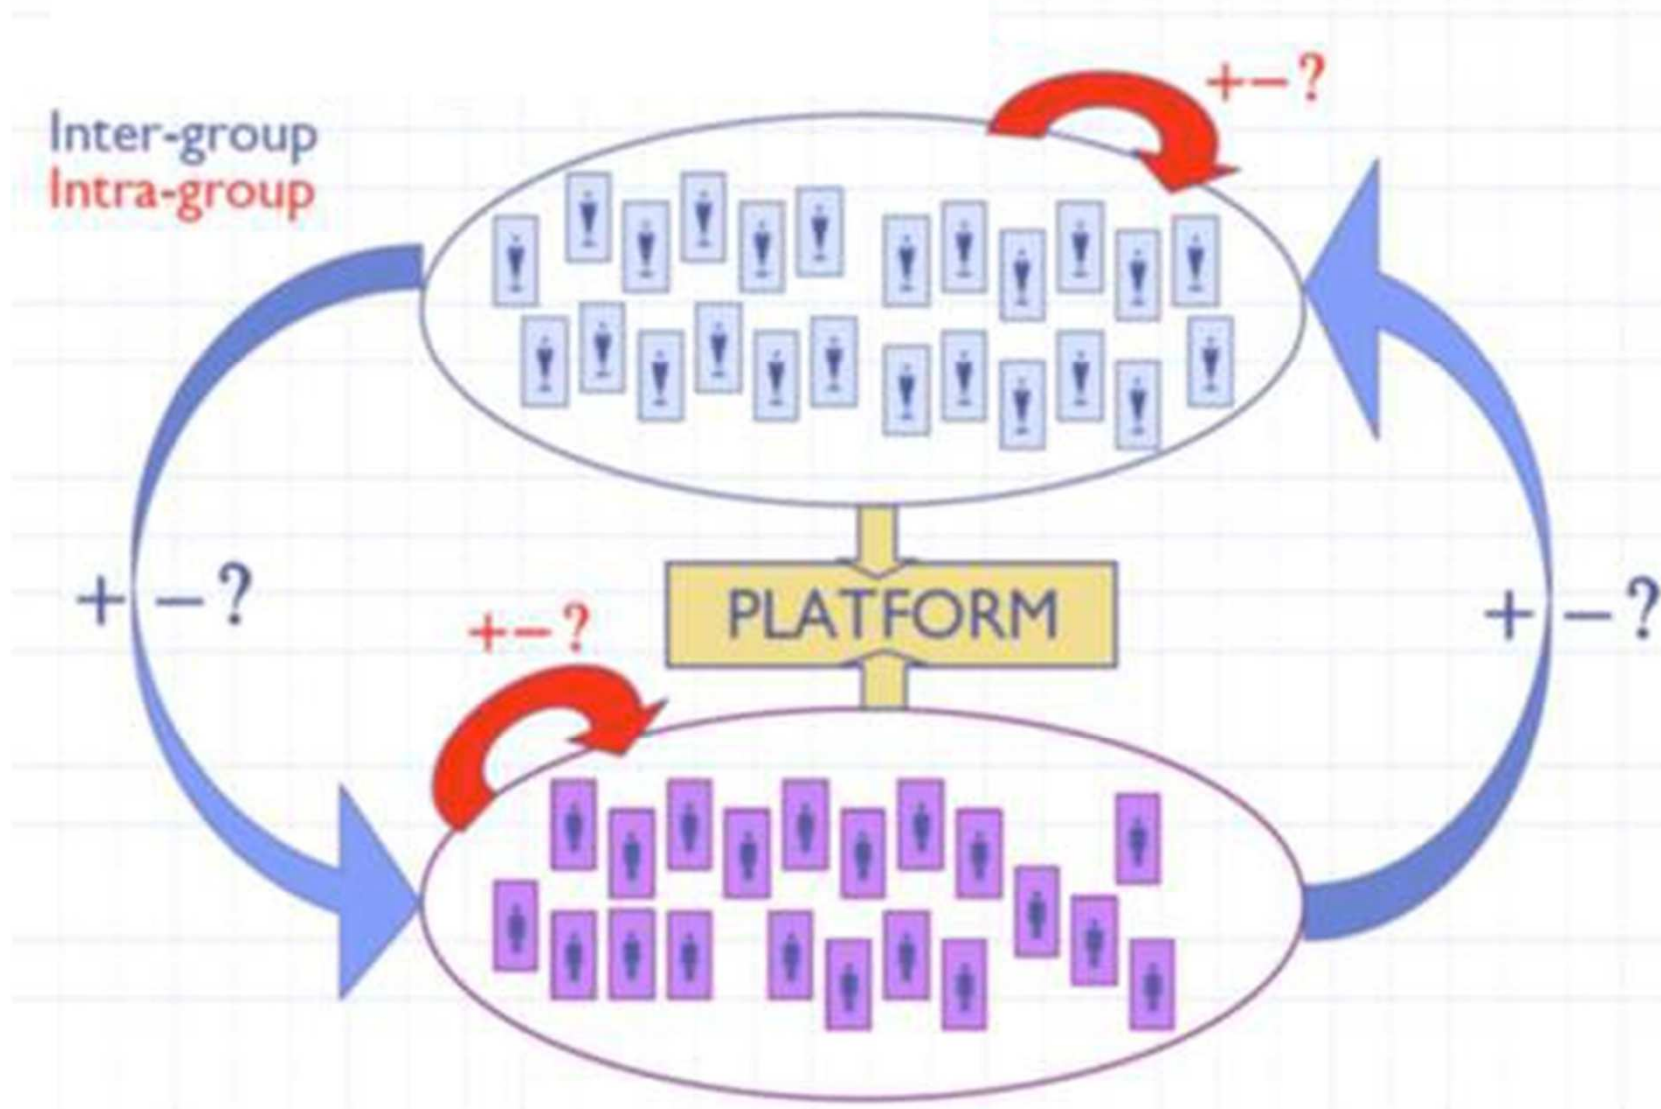 +–?
Inter-group
Intra-group
+ –?
+–?
PLATFORM
+ –?